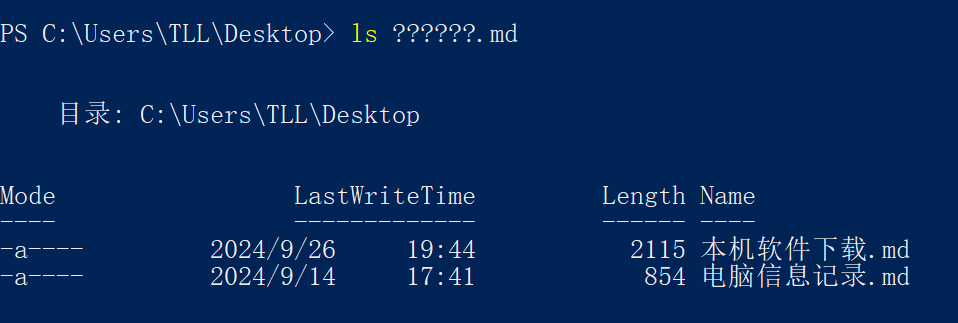 PS C:\Users\TLL\Desktop> ls ??????.md
目录: C:\Users\TLL\Desktop
Mode                 LastWriteTime         Length Name
----                 -------------         ------ ----
-a----         2024/9/26     19:44           2115 本机软件下载.md
-a----         2024/9/14     17:41            854 电脑信息记录.md